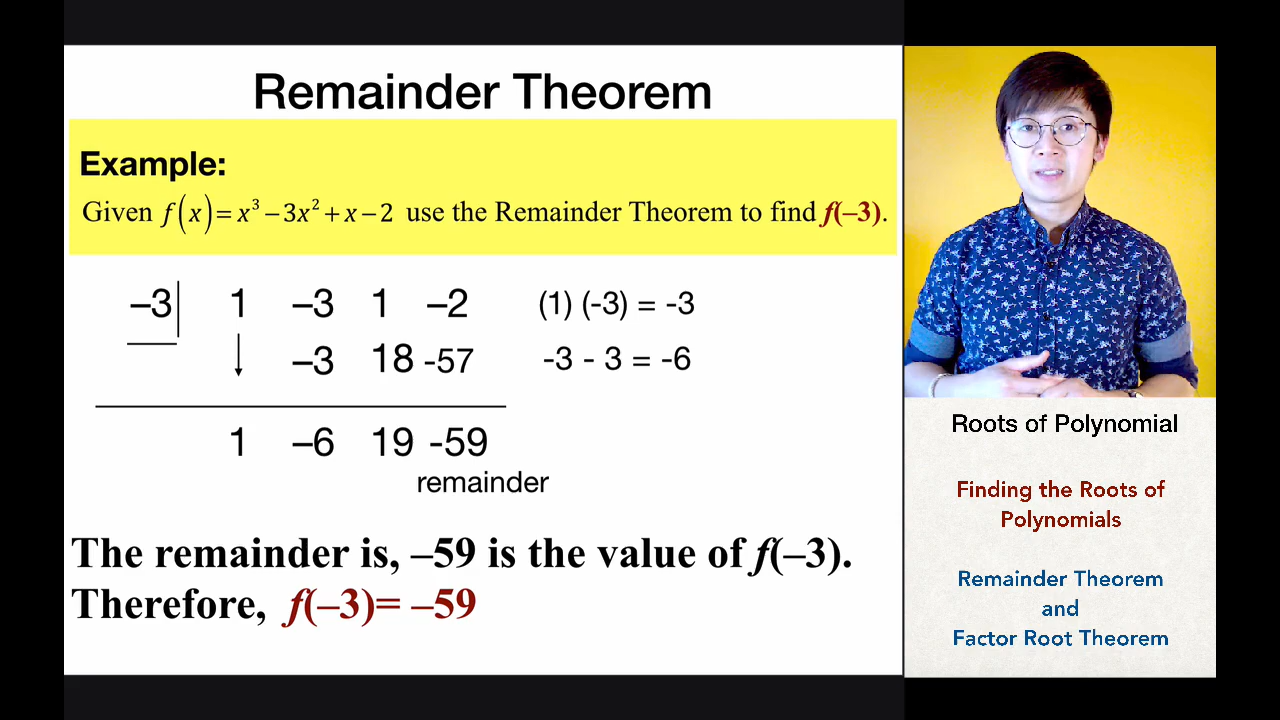 Remainder Theorem
Example:
Given f(x)=x³−3x²+x−2 use the Remainder Theorem to find f(–3).
–3 1 –3 1 –2 (1) (-3) = -3
–3 18 -57 -3 - 3 = -6
1 –6 19 -59
remainder
The remainder is, –59 is the value of f(–3).
Therefore, f(–3)= –59
Roots of Polynomial
Finding the Roots of
Polynomials
Remainder Theorem
and
Factor Root Theorem